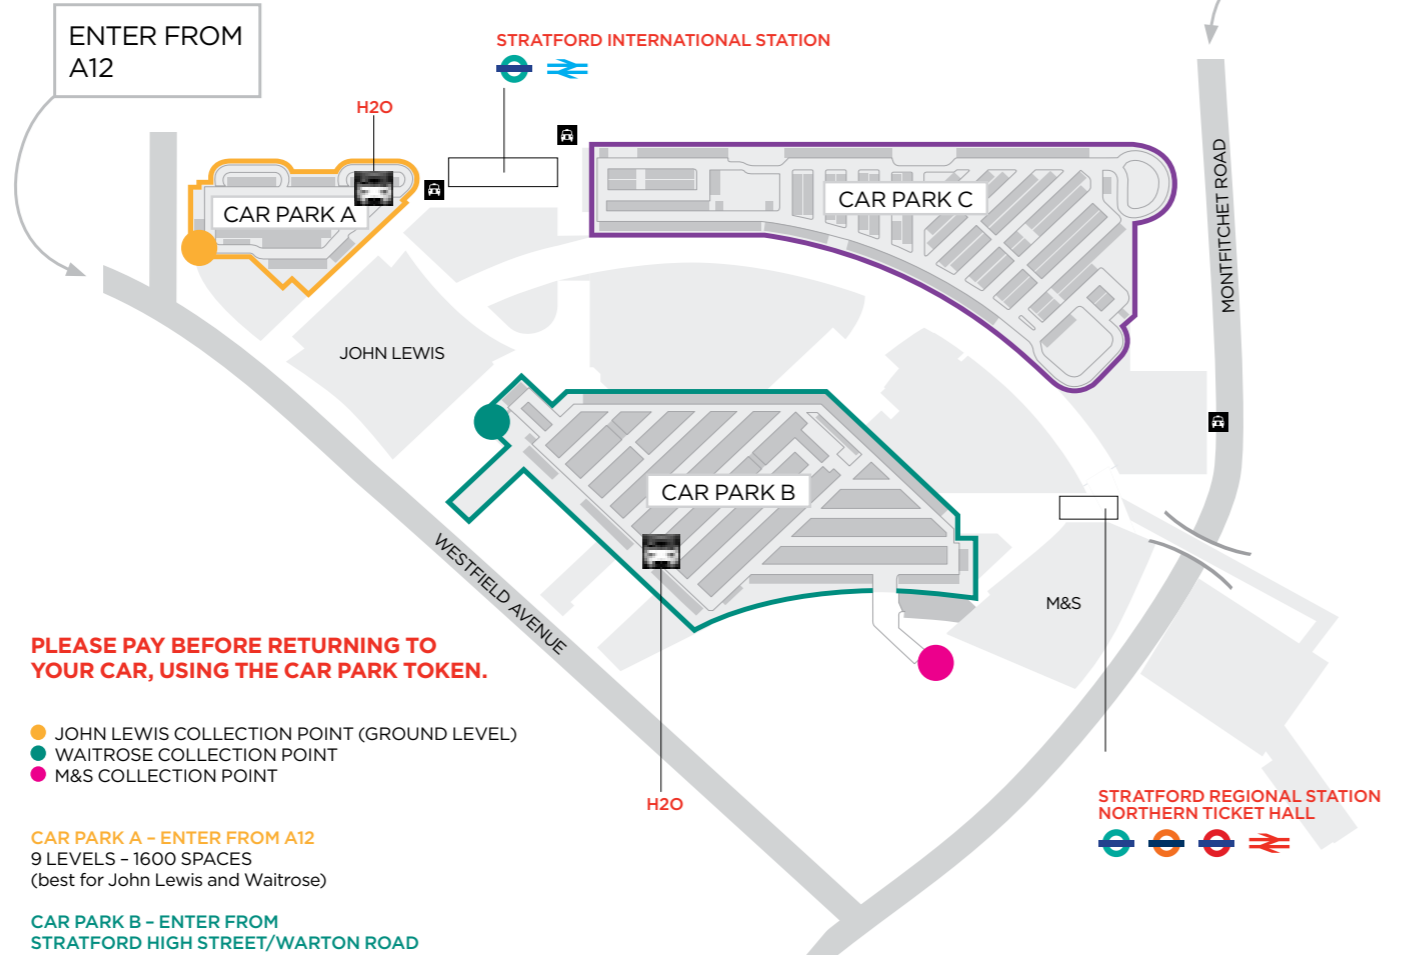 ENTER FROM
A12
STRATFORD INTERNATIONAL STATION
H2O
CAR PARK A
CAR PARK C
MONTFITCHET ROAD
JOHN LEWIS
CAR PARK B
WESTFIELD AVENUE
M&S
PLEASE PAY BEFORE RETURNING TO
YOUR CAR, USING THE CAR PARK TOKEN.
JOHN LEWIS COLLECTION POINT (GROUND LEVEL)
WAITROSE COLLECTION POINT
M&S COLLECTION POINT
H2O
STRATFORD REGIONAL STATION
NORTHERN TICKET HALL
CAR PARK A – ENTER FROM A12
9 LEVELS – 1600 SPACES
(best for John Lewis and Waitrose)
CAR PARK B – ENTER FROM
STRATFORD HIGH STREET/WARTON ROAD